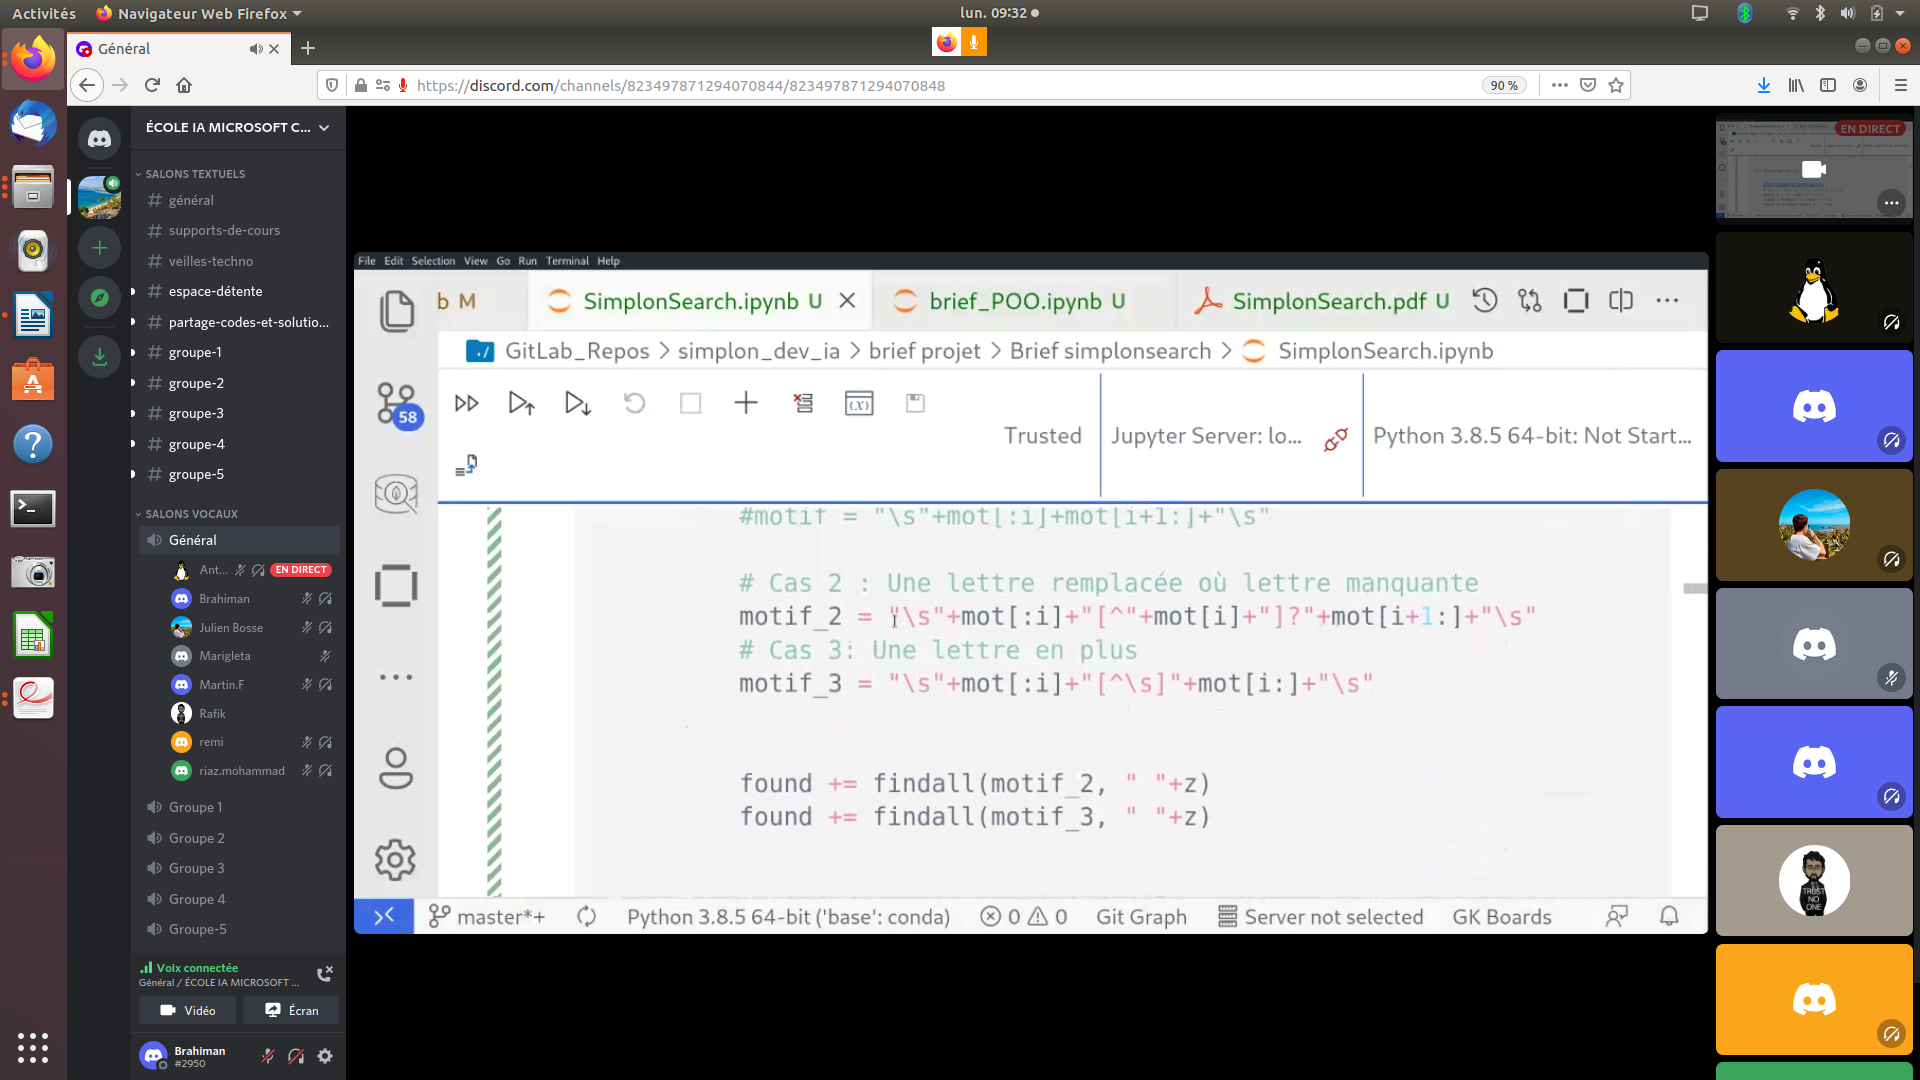 Activités
Navigateur Web Firefox
lun. 09:32
Général
https://discord.com/channels/823497871294070844/823497871294070848
90 %
ÉCOLE IA MICROSOFT C...
SALONS TEXTUELS
# général
# supports-de-cours
# veilles-techno
# espace-détente
# partage-codes-et-solutio...
# groupe-1
# groupe-2
# groupe-3
# groupe-4
# groupe-5
SALONS VOCAUX
Général
Ant... EN DIRECT
Brahiman
Julien Bosse
Marigleta
Martin.F
Rafik
remi
riaz.mohammad
Groupe 1
Groupe 2
Groupe 3
Groupe 4
Groupe-5
Voix connectée
Général / ÉCOLE IA MICROSOFT ...
Vidéo
Écran
Brahiman
#2950
File Edit Selection View Go Run Terminal Help
b M
SimplonSearch.ipynb U
brief_POO.ipynb U
SimplonSearch.pdf U
GitLab_Repos > simplon_dev_ia > brief projet > Brief simplonsearch > SimplonSearch.ipynb
58
Trusted
Jupyter Server: lo...
Python 3.8.5 64-bit: Not Start...
#motif = "\s"+mot[:i]+mot[i+1:]+"\s"
# Cas 2 : Une lettre remplacée où lettre manquante
motif_2 = "\s"+mot[:i]+"[^"+mot[i]+"]?"+mot[i+1:]+"\s"
# Cas 3: Une lettre en plus
motif_3 = "\s"+mot[:i]+"[^\s]"+mot[i:]+"\s"
found += findall(motif_2, " "+z)
found += findall(motif_3, " "+z)
master*+
Python 3.8.5 64-bit ('base': conda)
0
0
Git Graph
Server not selected
GK Boards
EN DIRECT
TRUST
NO
ONE